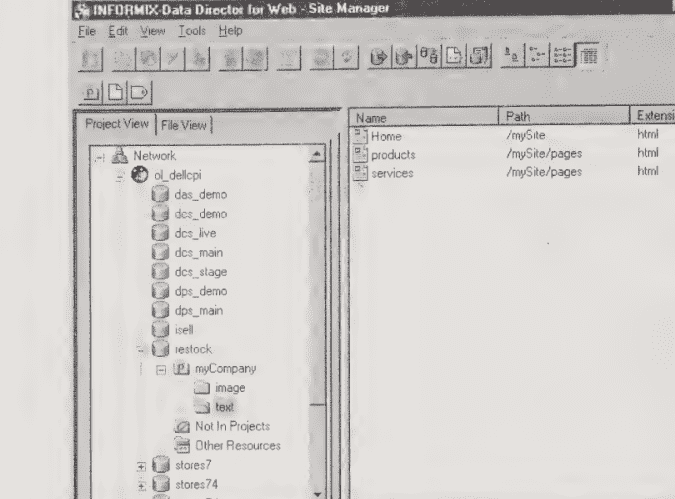 INFORMIX-Data Director for Web - Site Manager
File Edit View Tools Help
Project View File View
Network
ol_dellcpi
das_demo
dcs_demo
dcs_live
dcs_main
dcs_stage
dps_demo
dps_main
isell
restock
myCompany
image
text
Not In Projects
Other Resources
stores7
stores74
Name Path Extensi
Home /mySite html
products /mySite/pages html
services /mySite/pages html